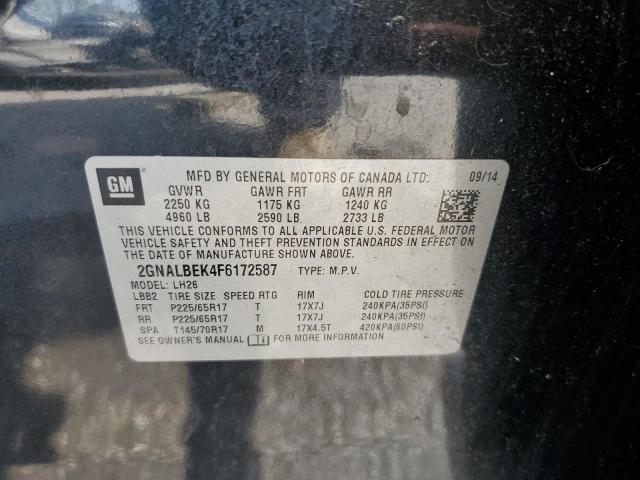 GM
MFD BY GENERAL MOTORS OF CANADA LTD: 09/14
GVWR GAWR FRT GAWR RR
2250 KG 1175 KG 1240 KG
4960 LB 2590 LB 2733 LB
THIS VEHICLE CONFORMS TO ALL APPLICABLE U.S. FEDERAL MOTOR
VEHICLE SAFETY AND THEFT PREVENTION STANDARDS IN EFFECT ON
THE DATE OF MANUFACTURE SHOWN ABOVE.
2GNALBEK4F6172587 TYPE: M.P.V.
MODEL: LH26
LBB2 TIRE SIZE SPEED RTG RIM COLD TIRE PRESSURE
FRT P225/65R17 T 17X7J 240KPA(35PSI)
RR P225/65R17 T 17X7J 240KPA(35PSI)
SPA T145/70R17 M 17X4.5T 420KPA(60PSI)
SEE OWNER'S MANUAL FOR MORE INFORMATION.